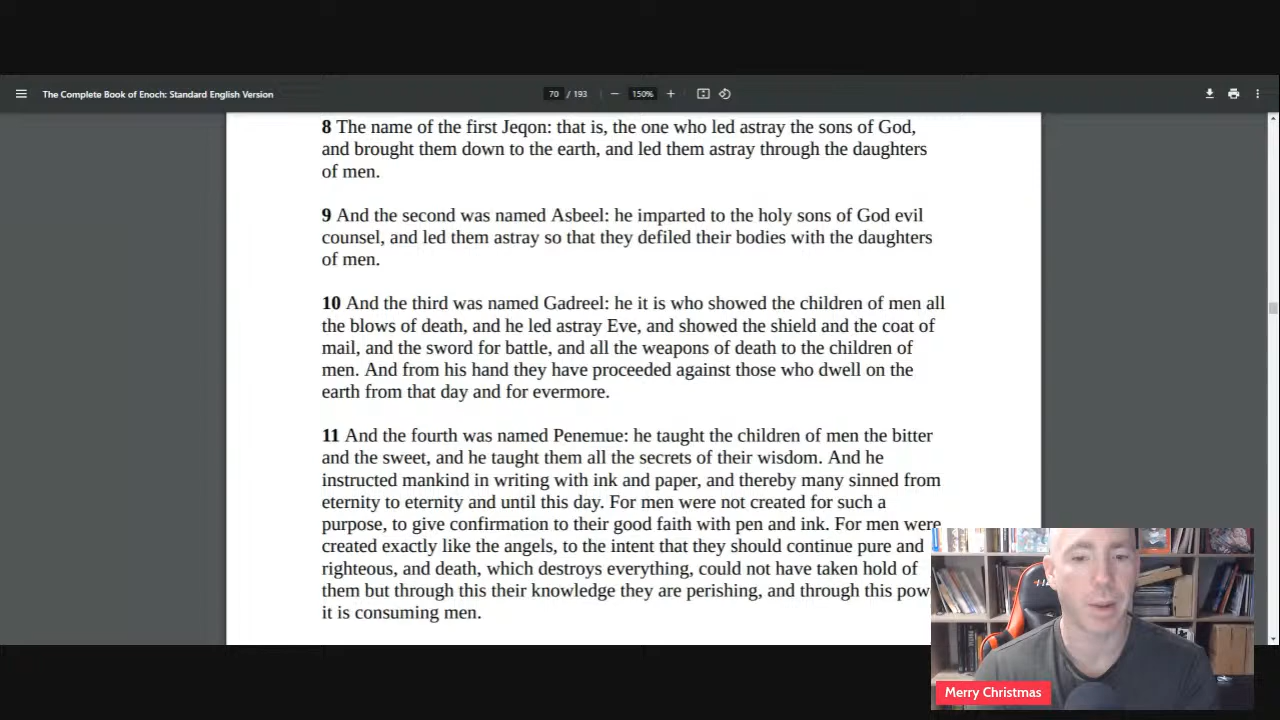 The Complete Book of Enoch: Standard English Version
70 / 193
150%
8 The name of the first Jeqon: that is, the one who led astray the sons of God,
and brought them down to the earth, and led them astray through the daughters
of men.
9 And the second was named Asbeel: he imparted to the holy sons of God evil
counsel, and led them astray so that they defiled their bodies with the daughters
of men.
10 And the third was named Gadreel: he it is who showed the children of men all
the blows of death, and he led astray Eve, and showed the shield and the coat of
mail, and the sword for battle, and all the weapons of death to the children of
men. And from his hand they have proceeded against those who dwell on the
earth from that day and for evermore.
11 And the fourth was named Penemue: he taught the children of men the bitter
and the sweet, and he taught them all the secrets of their wisdom. And he
instructed mankind in writing with ink and paper, and thereby many sinned from
eternity to eternity and until this day. For men were not created for such a
purpose, to give confirmation to their good faith with pen and ink. For men were
created exactly like the angels, to the intent that they should continue pure and
righteous, and death, which destroys everything, could not have taken hold of
them but through this their knowledge they are perishing, and through this pow
it is consuming men.
Merry Christmas